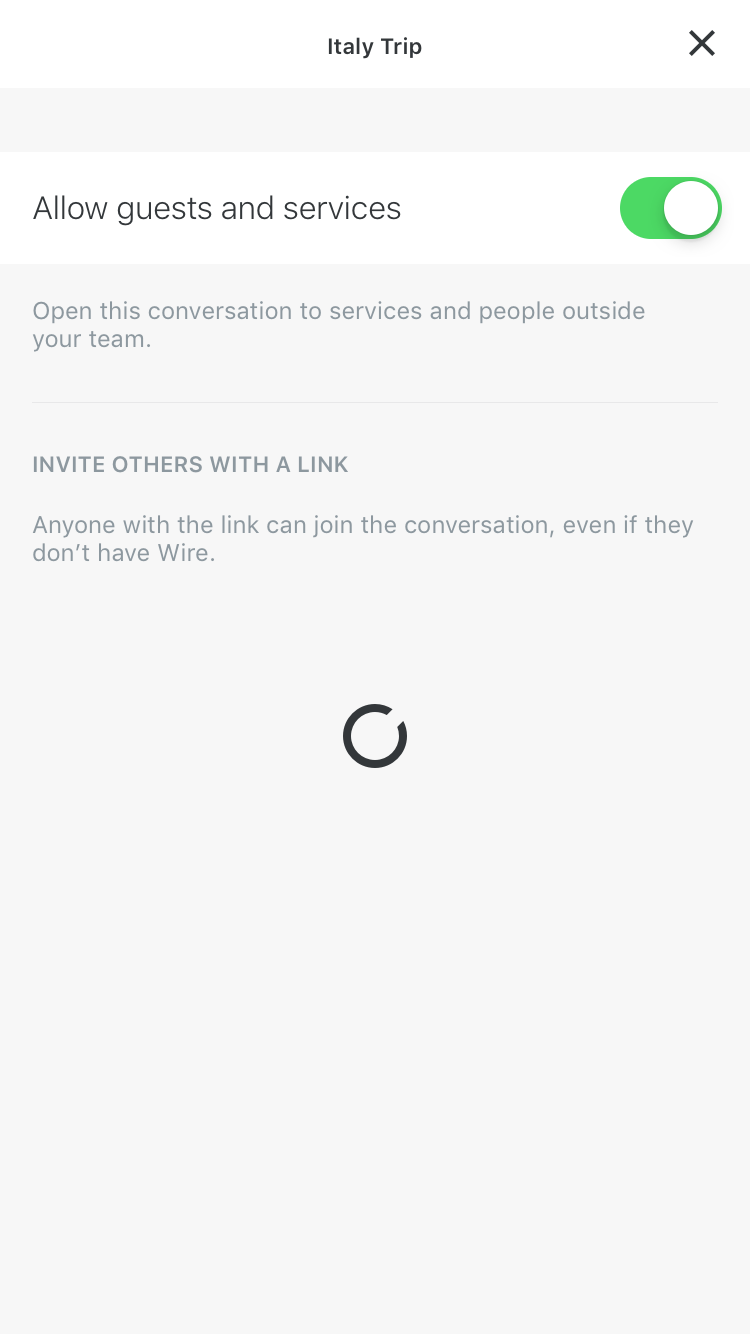 Italy Trip
Allow guests and services
Open this conversation to services and people outside
your team.
INVITE OTHERS WITH A LINK
Anyone with the link can join the conversation, even if they
don’t have Wire.